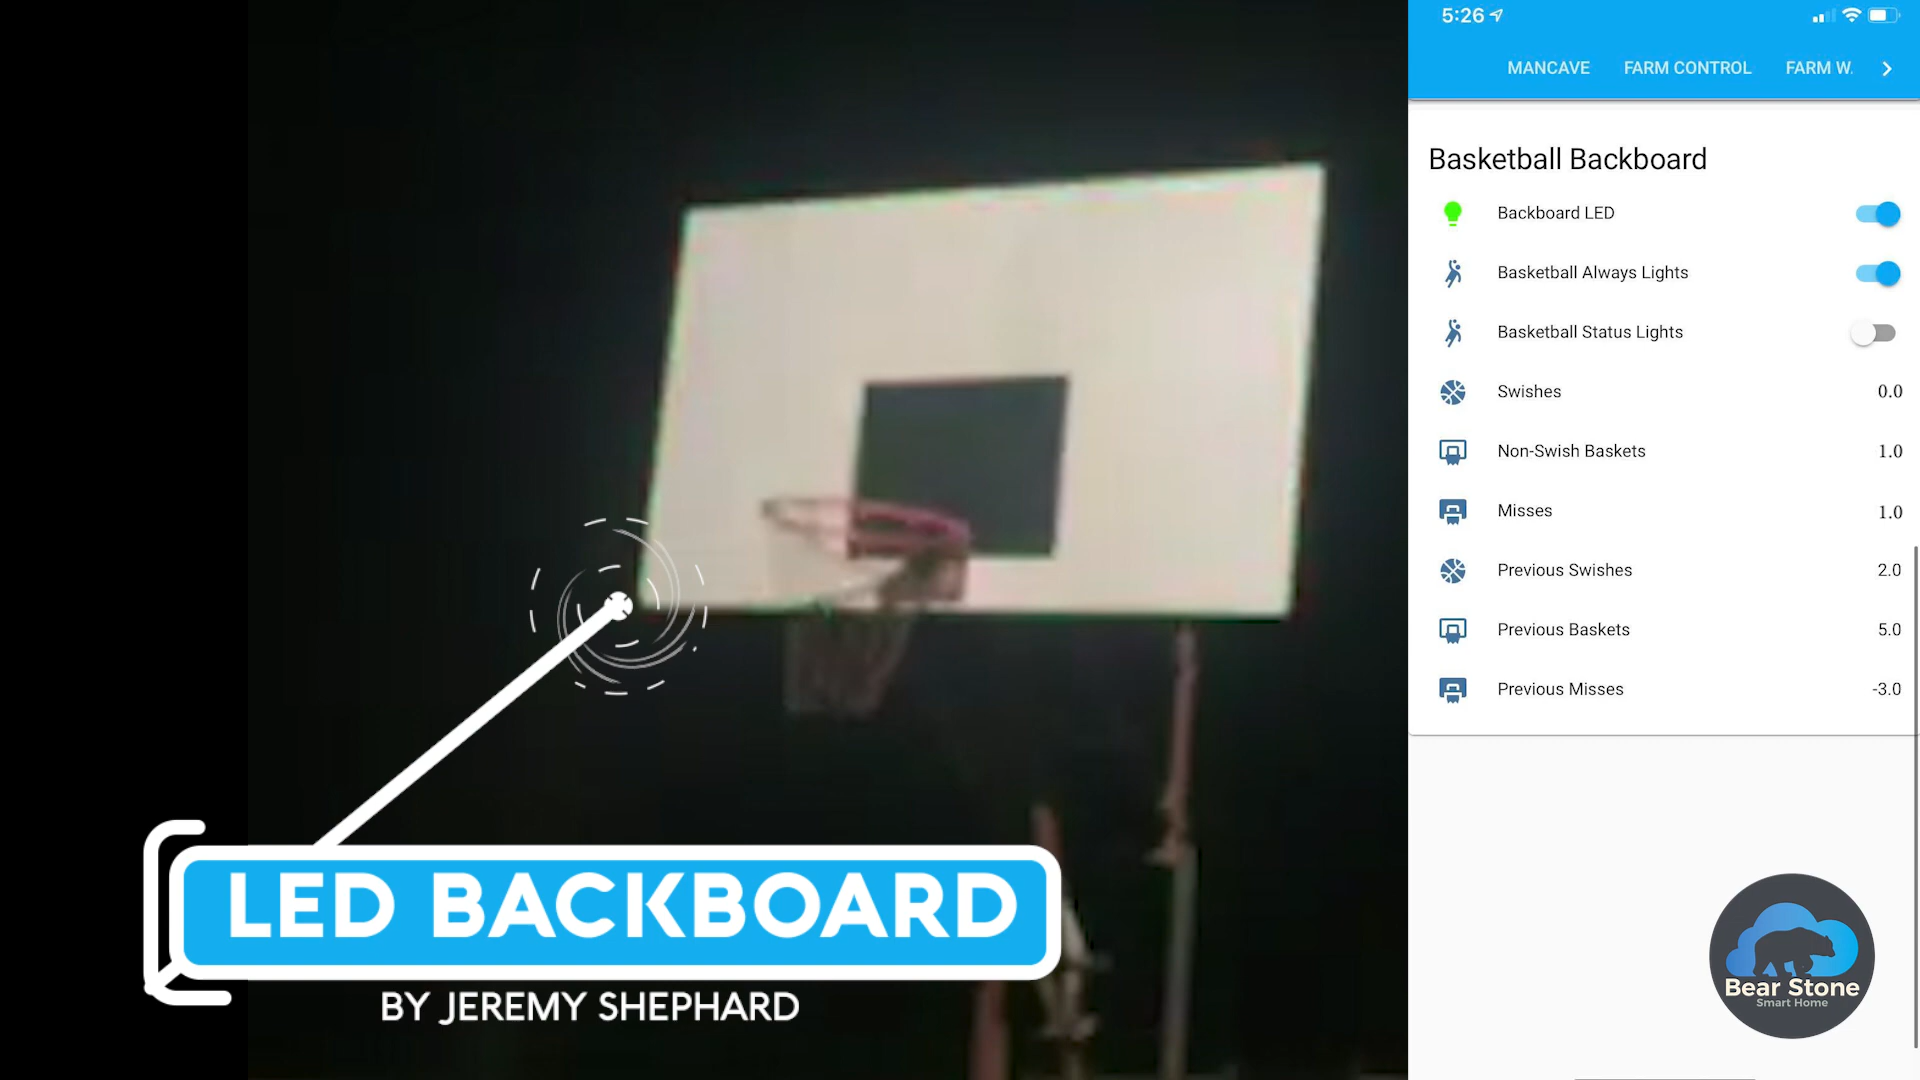 5:26
MANCAVE FARM CONTROL FARM W.
Basketball Backboard
Backboard LED
Basketball Always Lights
Basketball Status Lights
Swishes 0.0
Non-Swish Baskets 1.0
Misses 1.0
Previous Swishes 2.0
Previous Baskets 5.0
Previous Misses -3.0
LED BACKBOARD
BY JEREMY SHEPHARD
Bear Stone
Smart Home